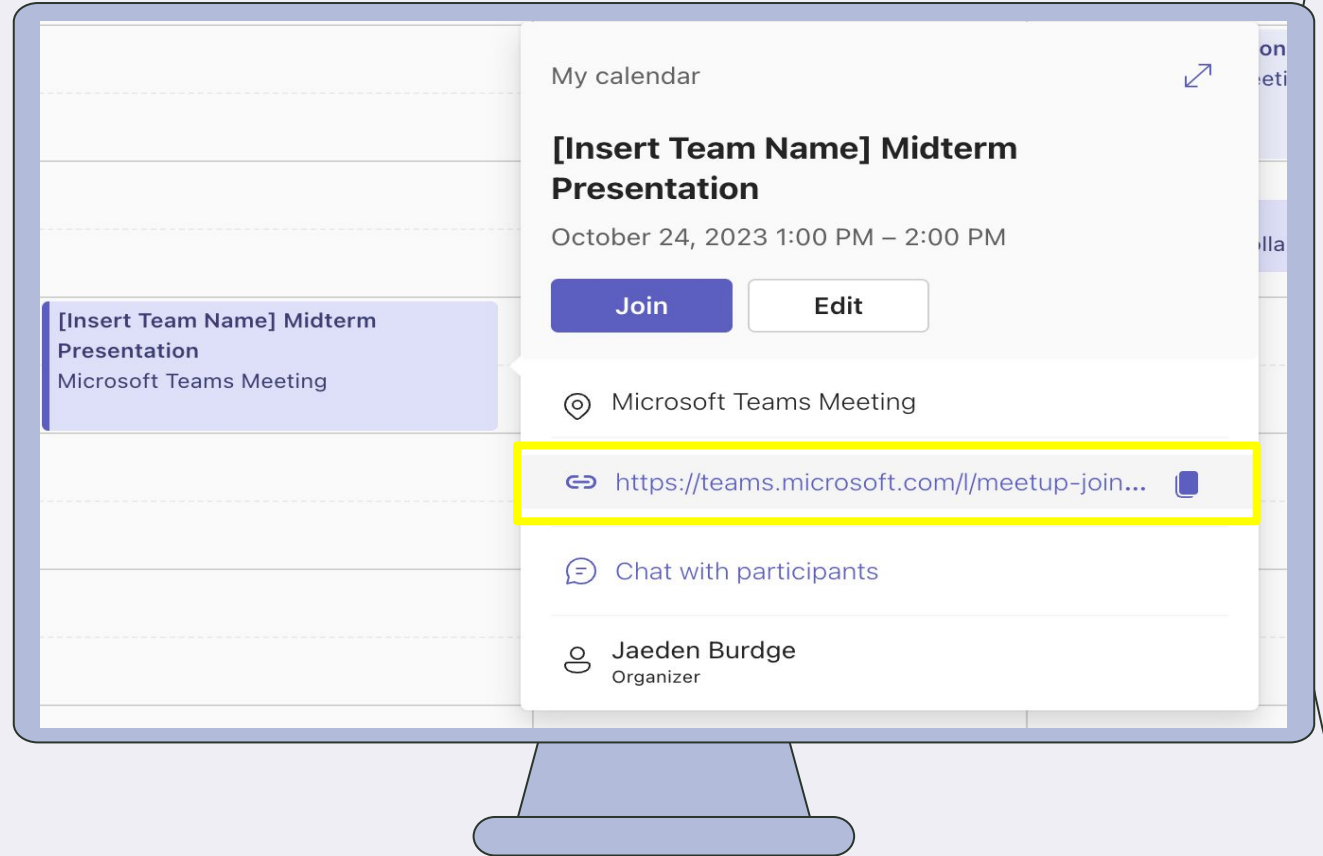 My calendar
[Insert Team Name] Midterm
Presentation
October 24, 2023 1:00 PM – 2:00 PM
Join
Edit
[Insert Team Name] Midterm
Presentation
Microsoft Teams Meeting
Microsoft Teams Meeting
https://teams.microsoft.com/l/meetup-join...
Chat with participants
Jaeden Burdge
Organizer